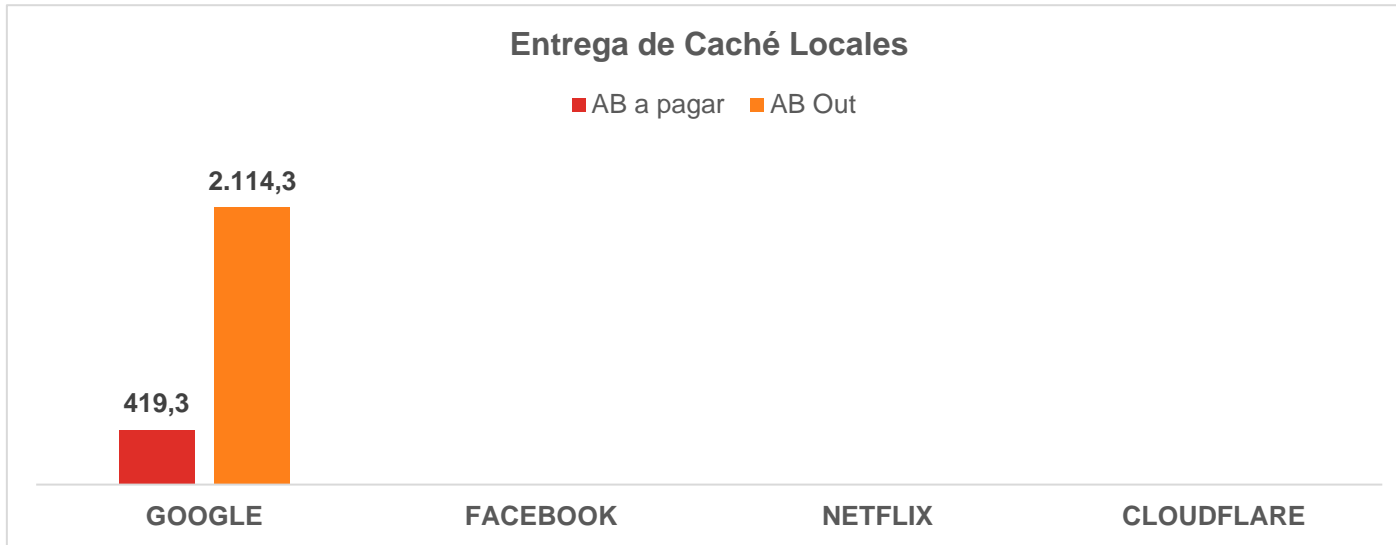 Entrega de Caché Locales
AB a pagar AB Out
2.114,3
419,3
GOOGLE FACEBOOK NETFLIX CLOUDFLARE